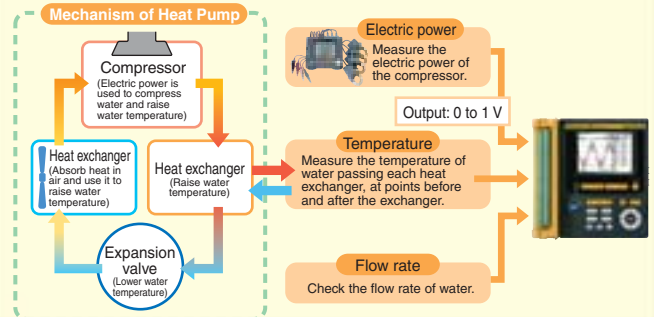 Mechanism of Heat Pump
Compressor
(Electric power is
used to compress
water and raise
water temperature)
Heat exchanger
(Absorb heat in
air and use it to
raise water
temperature)
Heat exchanger
(Raise water
temperature)
Expansion
valve
(Lower water
temperature)
Electric power
Measure the
electric power of
the compressor.
Output: 0 to 1 V
Temperature
Measure the temperature of
water passing each heat
exchanger, at points before
and after the exchanger.
Flow rate
Check the flow rate of water.